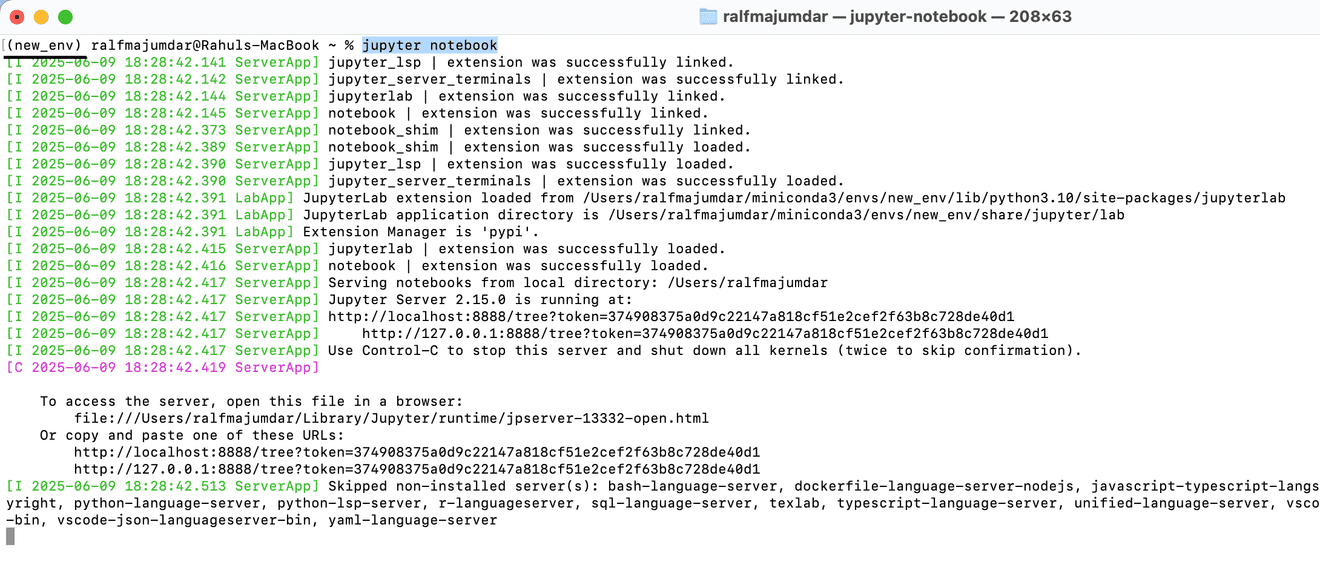 ralfmajumdar — jupyter-notebook — 208×63
[(new_env) ralfmajumdar@Rahuls-MacBook ~ % jupyter notebook
[I 2025-06-09 18:28:42.141 ServerApp] jupyter_lsp | extension was successfully linked.
[I 2025-06-09 18:28:42.142 ServerApp] jupyter_server_terminals | extension was successfully linked.
[I 2025-06-09 18:28:42.144 ServerApp] jupyterlab | extension was successfully linked.
[I 2025-06-09 18:28:42.145 ServerApp] notebook | extension was successfully linked.
[I 2025-06-09 18:28:42.373 ServerApp] notebook_shim | extension was successfully linked.
[I 2025-06-09 18:28:42.389 ServerApp] notebook_shim | extension was successfully loaded.
[I 2025-06-09 18:28:42.390 ServerApp] jupyter_lsp | extension was successfully loaded.
[I 2025-06-09 18:28:42.390 ServerApp] jupyter_server_terminals | extension was successfully loaded.
[I 2025-06-09 18:28:42.391 LabApp] JupyterLab extension loaded from /Users/ralfmajumdar/miniconda3/envs/new_env/lib/python3.10/site-packages/jupyterlab
[I 2025-06-09 18:28:42.391 LabApp] JupyterLab application directory is /Users/ralfmajumdar/miniconda3/envs/new_env/share/jupyter/lab
[I 2025-06-09 18:28:42.391 LabApp] Extension Manager is 'pypi'.
[I 2025-06-09 18:28:42.415 ServerApp] jupyterlab | extension was successfully loaded.
[I 2025-06-09 18:28:42.416 ServerApp] notebook | extension was successfully loaded.
[I 2025-06-09 18:28:42.417 ServerApp] Serving notebooks from local directory: /Users/ralfmajumdar
[I 2025-06-09 18:28:42.417 ServerApp] Jupyter Server 2.15.0 is running at:
[I 2025-06-09 18:28:42.417 ServerApp] http://localhost:8888/tree?token=374908375a0d9c22147a818cf51e2cef2f63b8c728de40d1
[I 2025-06-09 18:28:42.417 ServerApp]     http://127.0.0.1:8888/tree?token=374908375a0d9c22147a818cf51e2cef2f63b8c728de40d1
[I 2025-06-09 18:28:42.417 ServerApp] Use Control-C to stop this server and shut down all kernels (twice to skip confirmation).
[C 2025-06-09 18:28:42.419 ServerApp]
To access the server, open this file in a browser:
file:///Users/ralfmajumdar/Library/Jupyter/runtime/jpserver-13332-open.html
Or copy and paste one of these URLs:
http://localhost:8888/tree?token=374908375a0d9c22147a818cf51e2cef2f63b8c728de40d1
http://127.0.0.1:8888/tree?token=374908375a0d9c22147a818cf51e2cef2f63b8c728de40d1
[I 2025-06-09 18:28:42.513 ServerApp] Skipped non-installed server(s): bash-language-server, dockerfile-language-server-nodejs, javascript-typescript-langs
yright, python-language-server, python-lsp-server, r-languageserver, sql-language-server, texlab, typescript-language-server, unified-language-server, vsco
-bin, vscode-json-languageserver-bin, yaml-language-server